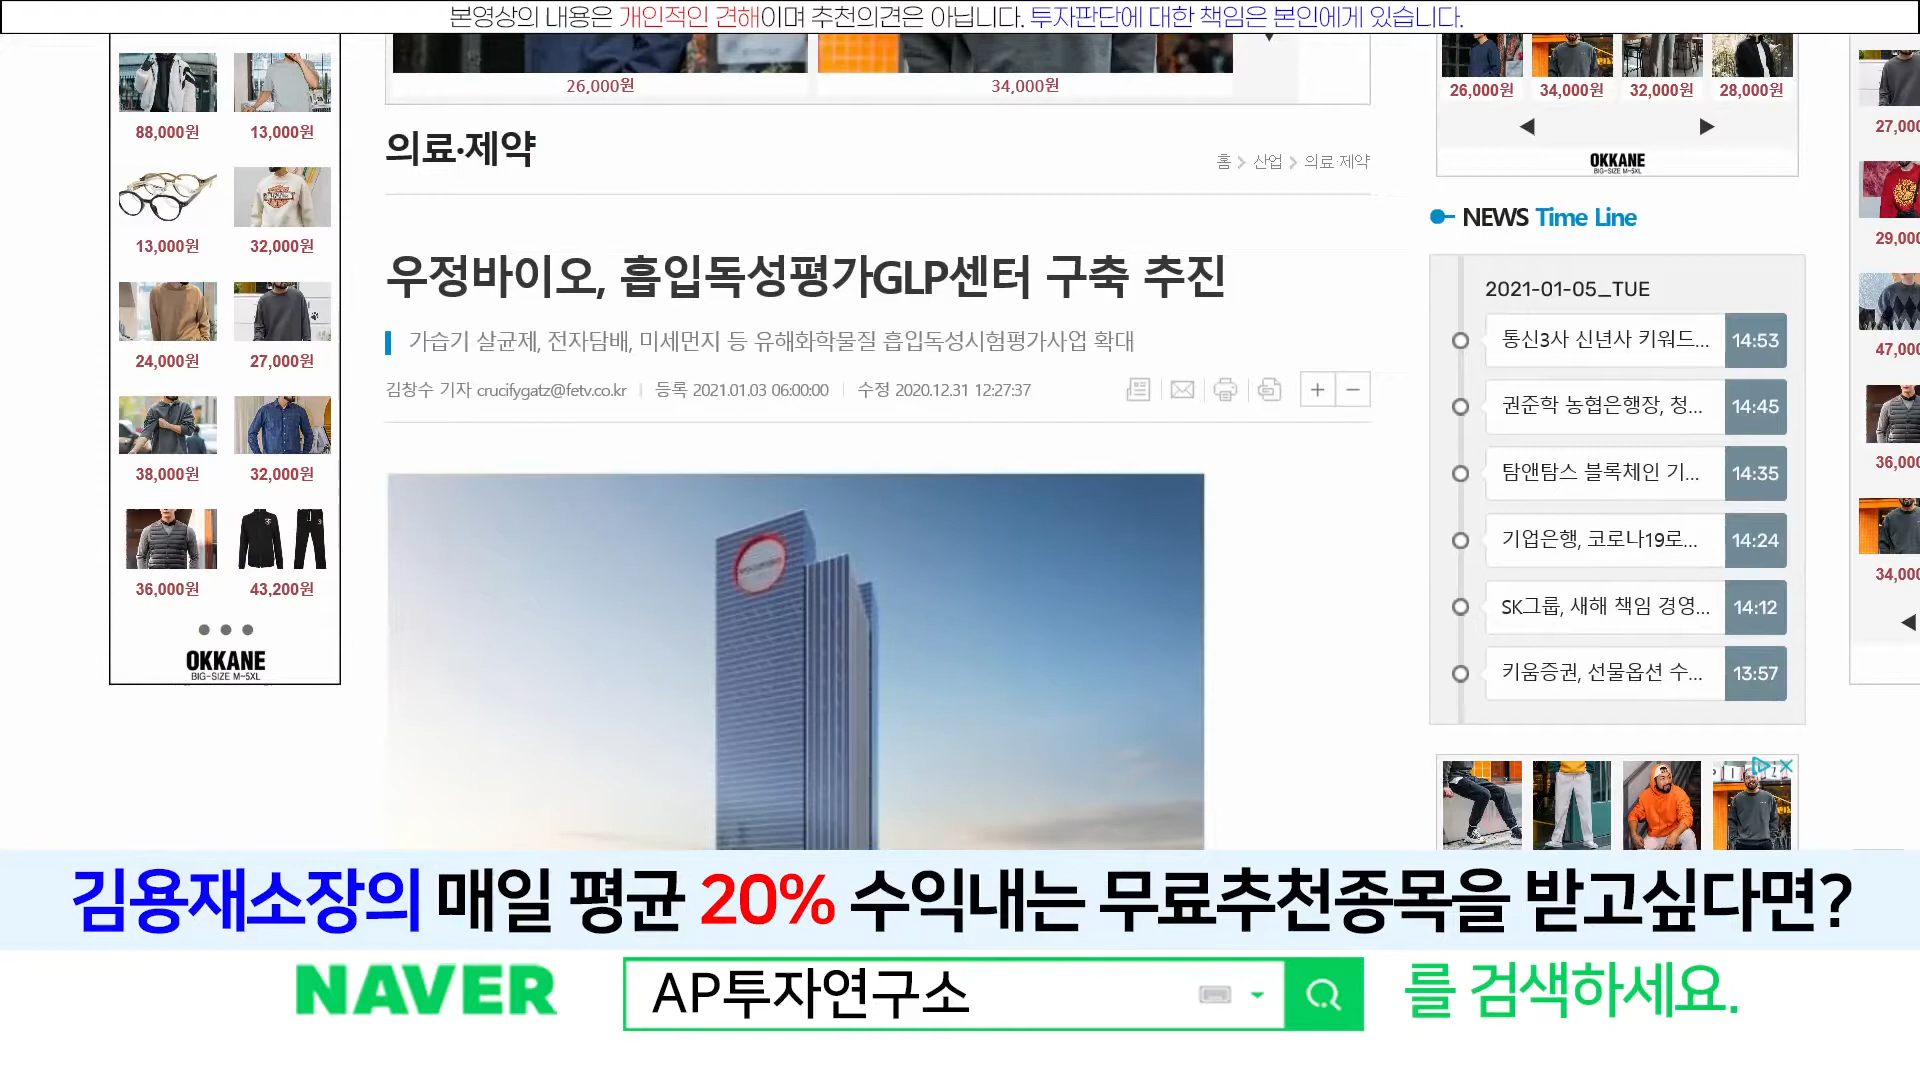 본영상의 내용은 개인적인 견해이며 추천의견은 아닙니다. 투자판단에 대한 책임은 본인에게 있습니다.
88,000원 13,000원
13,000원 32,000원
24,000원 27,000원
38,000원 32,000원
36,000원 43,200원
OKKANE
BIG-SIZE M-5XL
26,000원 34,000원
의료·제약
홈 산업 의료·제약
우정바이오, 흡입독성평가GLP센터 구축 추진
가습기 살균제, 전자담배, 미세먼지 등 유해화학물질 흡입독성시험평가사업 확대
김창수 기자 crucifygatz@fetv.co.kr 등록 2021.01.03 06:00:00 수정 2020.12.31 12:27:37
26,000원 34,000원 32,000원 28,000원
OKKANE
BIG-SIZE M-5XL
NEWS Time Line
2021-01-05_TUE
통신3사 신년사 키워드... 14:53
권준학 농협은행장, 청... 14:45
탐앤탐스 블록체인 기... 14:35
기업은행, 코로나19로... 14:24
SK그룹, 새해 책임 경영... 14:12
키움증권, 선물옵션 수... 13:57
27,000
29,000
47,000
36,000
34,000
김용재소장의 매일 평균 20% 수익내는 무료추천종목을 받고싶다면?
NAVER AP투자연구소 를 검색하세요.